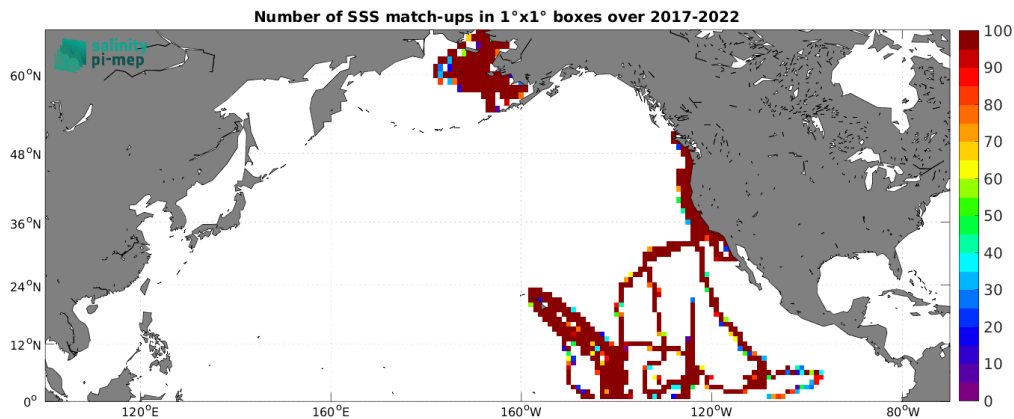 Number of SSS match-ups in 1°x1° boxes over 2017-2022
salinity
pi-mep
60°N
48°N
36°N
24°N
12°N
0°
120°E
160°E
160°W
120°W
80°W
100
90
80
70
60
50
40
30
20
10
0